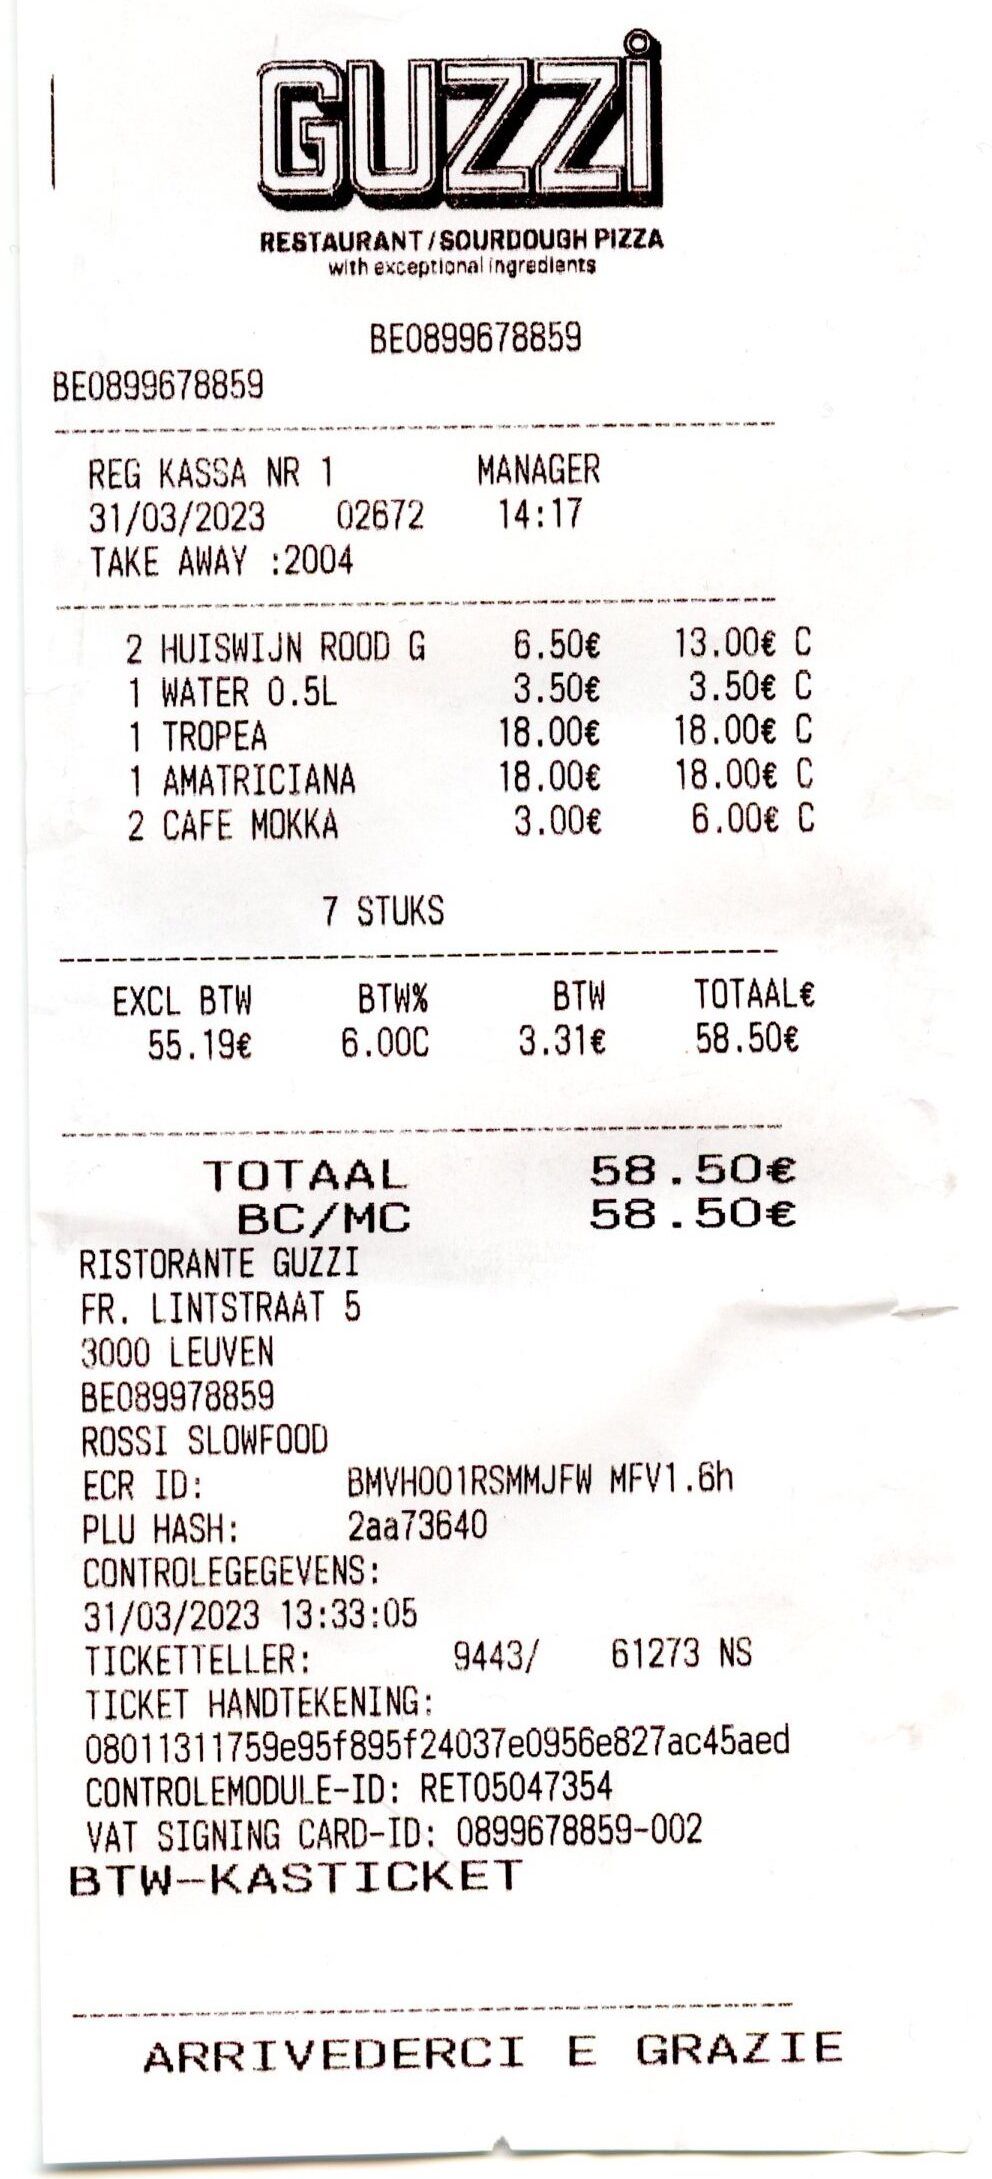 GUZZi
RESTAURANT/SOURDOUGH PIZZA
with exceptional ingredients
BE0899678859
BE0899678859
REG KASSA NR 1 MANAGER
31/03/2023 02672 14:17
TAKE AWAY :2004
2 HUISWIJN ROOD G 6.50€ 13.00€ C
1 WATER 0.5L 3.50€ 3.50€ C
1 TROPEA 18.00€ 18.00€ C
1 AMATRICIANA 18.00€ 18.00€ C
2 CAFE MOKKA 3.00€ 6.00€ C
7 STUKS
EXCL BTW BTW% BTW TOTAAL€
55.19€ 6.00C 3.31€ 58.50€
TOTAAL 58.50€
BC/MC 58.50€
RISTORANTE GUZZI
FR. LINTSTRAAT 5
3000 LEUVEN
BE089978859
ROSSI SLOWFOOD
ECR ID: BMVH001RSMMJFW MFV1.6h
PLU HASH: 2aa73640
CONTROLEGEGEVENS:
31/03/2023 13:33:05
TICKETTELLER: 9443/ 61273 NS
TICKET HANDTEKENING:
08011311759e95f895f24037e0956e827ac45aed
CONTROLEMODULE-ID: RET05047354
VAT SIGNING CARD-ID: 0899678859-002
BTW-KASTICKET
ARRIVEDERCI E GRAZIE